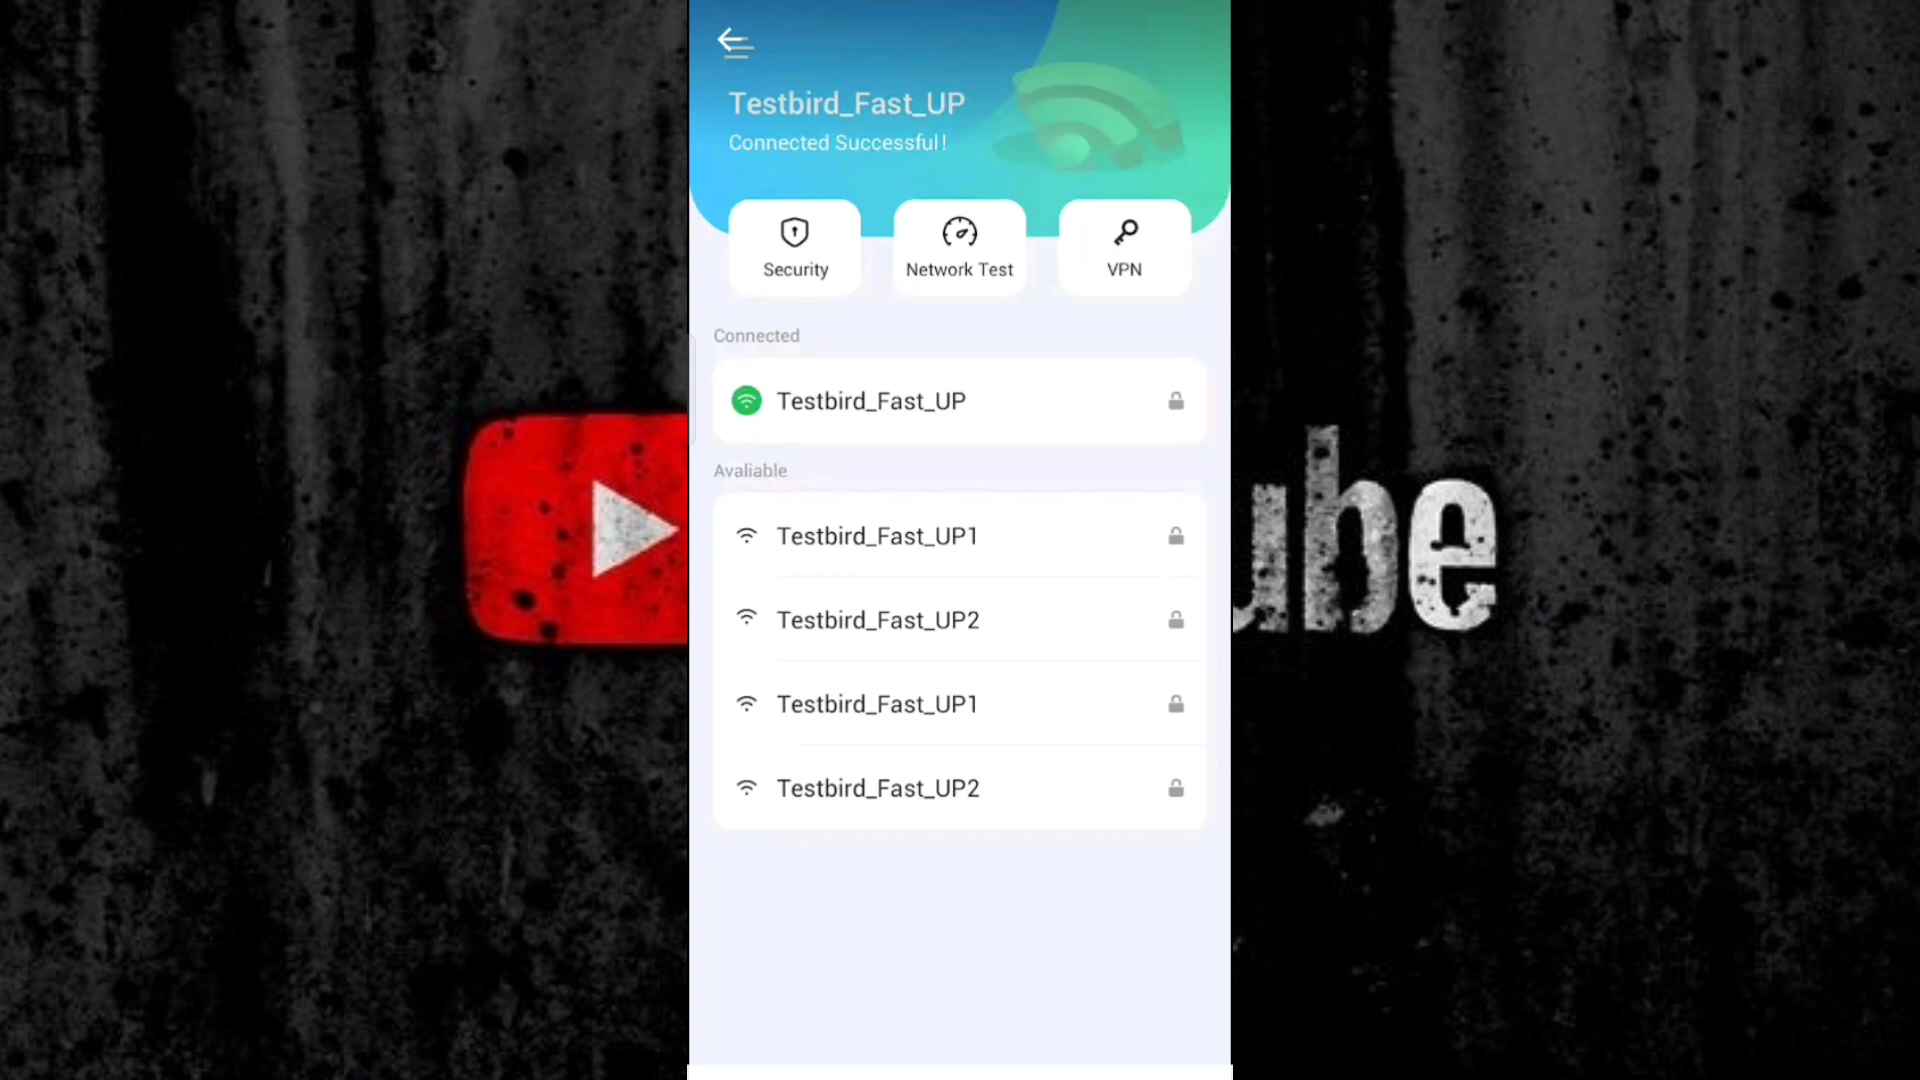 Testbird_Fast_UP
Connected Successful!
Security
Network Test
VPN
Connected
Testbird_Fast_UP
Avaliable
Testbird_Fast_UP1
Testbird_Fast_UP2
Testbird_Fast_UP1
Testbird_Fast_UP2
ube